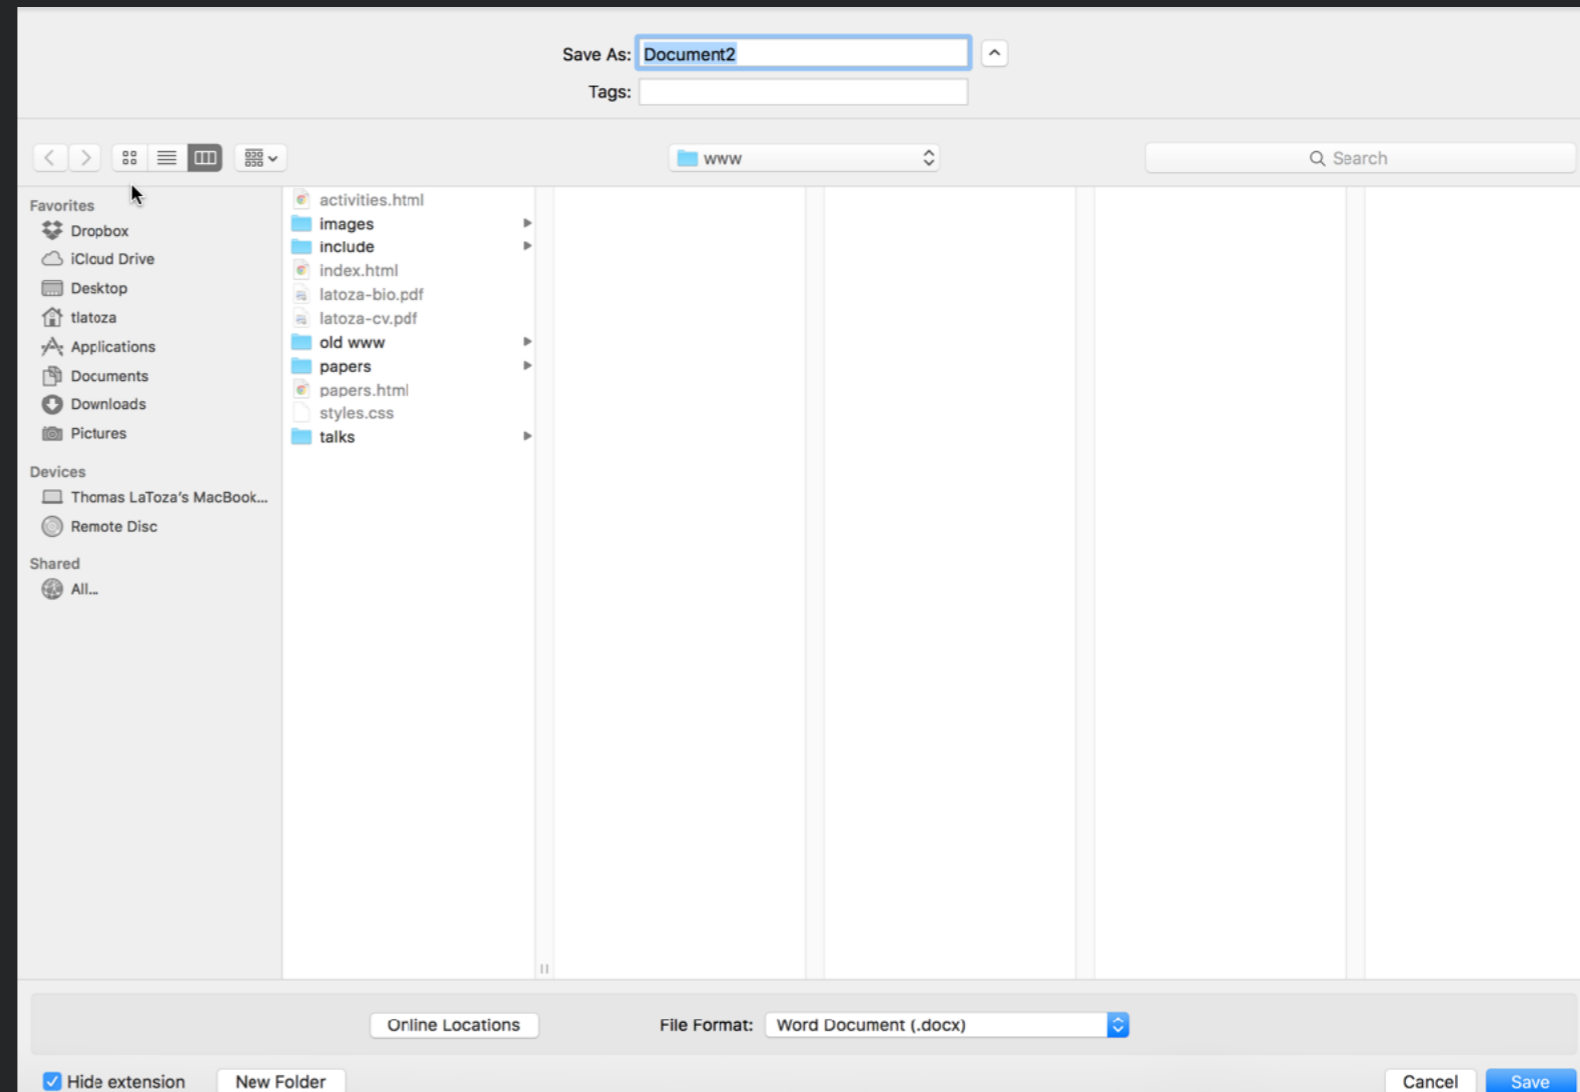 Save As: Document2
Tags:
www
Search
Favorites
Dropbox
iCloud Drive
Desktop
tlatoza
Applications
Documents
Downloads
Pictures
Devices
Thomas LaToza's MacBook...
Remote Disc
Shared
All...
activities.html
images
include
index.html
latoza-bio.pdf
latoza-cv.pdf
old www
papers
papers.html
styles.css
talks
Online Locations
File Format: Word Document (.docx)
Hide extension
New Folder
Cancel
Save